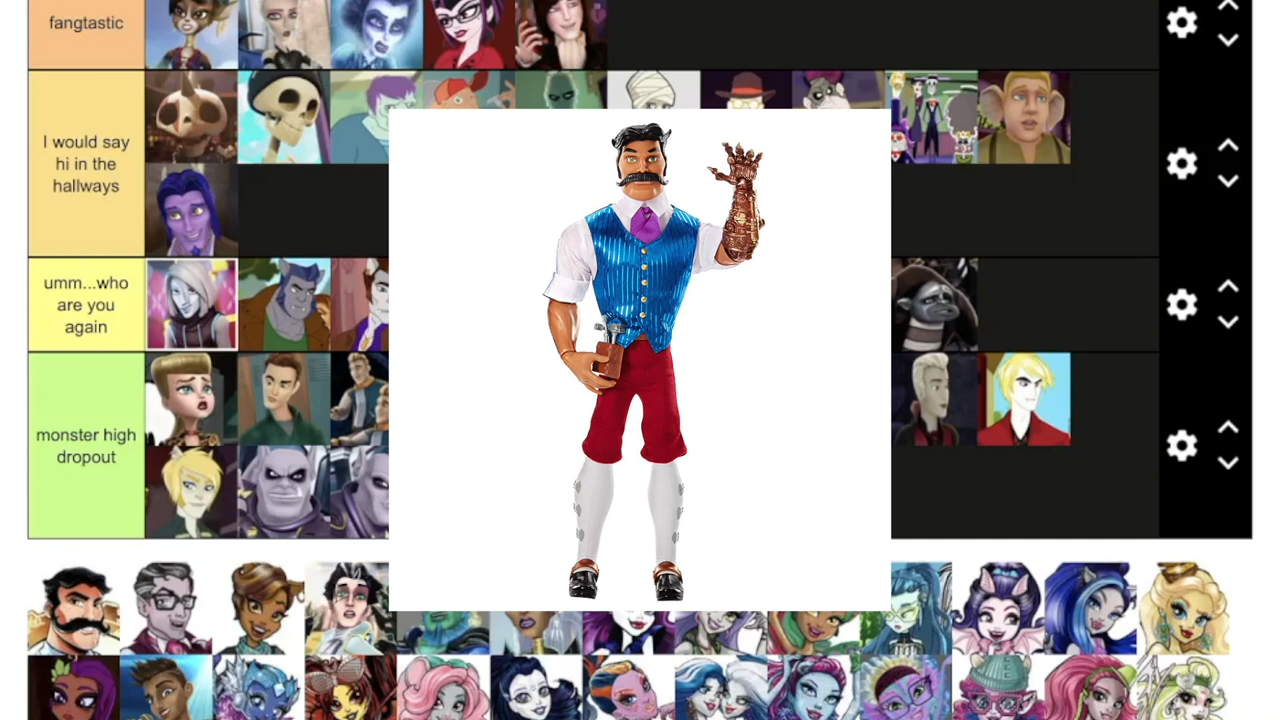 fangtastic
I would say
hi in the
hallways
umm...who
are you
again
monster high
dropout